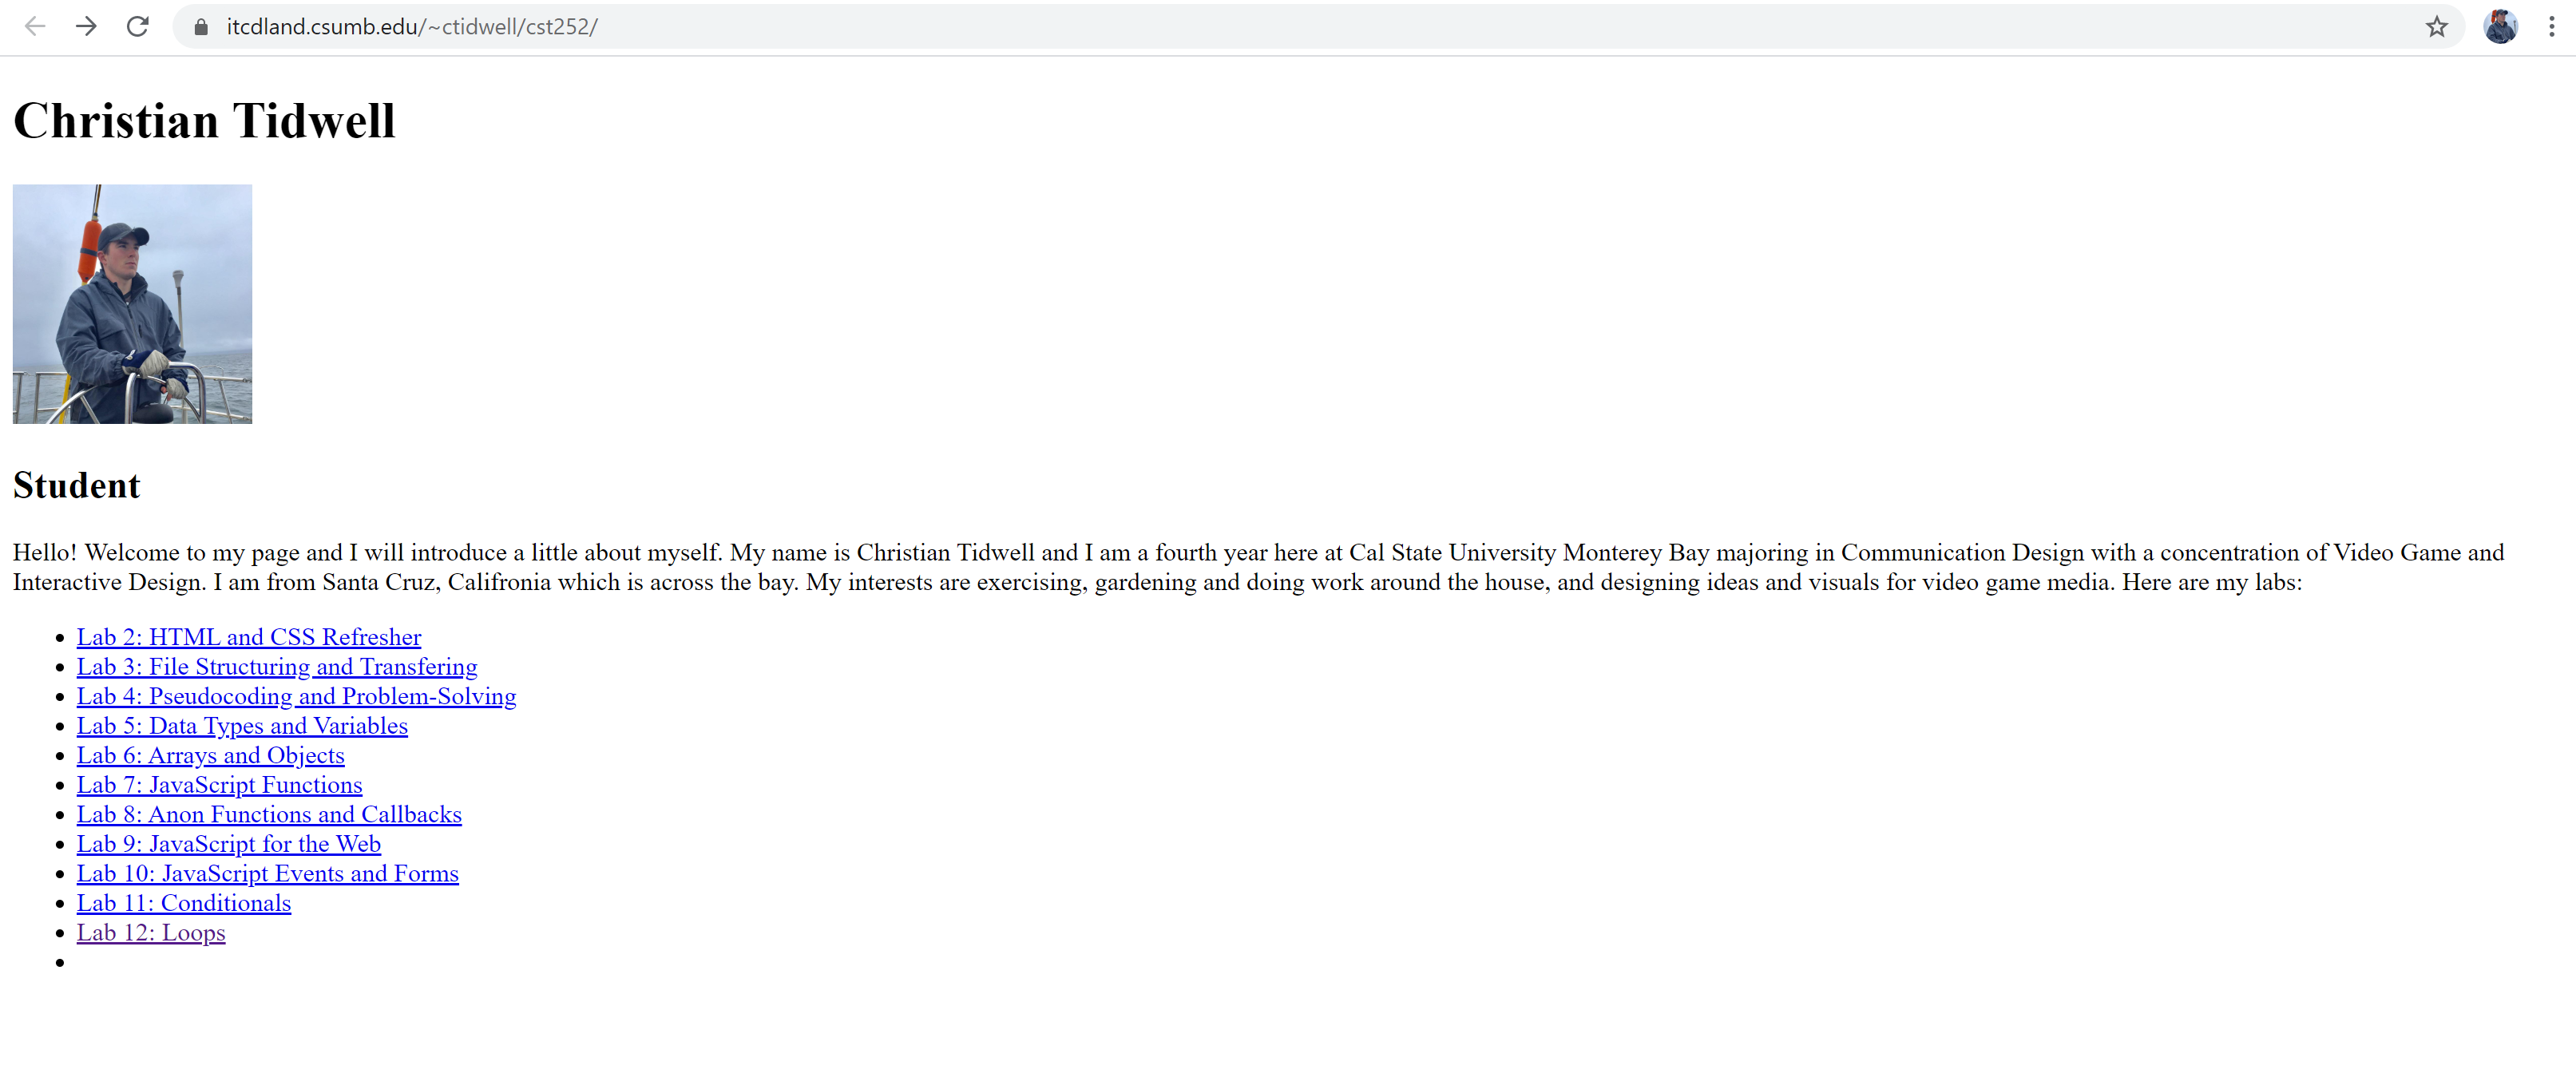 itcdland.csumb.edu/~ctidwell/cst252/
Christian Tidwell
Student
Hello! Welcome to my page and I will introduce a little about myself. My name is Christian Tidwell and I am a fourth year here at Cal State University Monterey Bay majoring in Communication Design with a concentration of Video Game and
Interactive Design. I am from Santa Cruz, Califronia which is across the bay. My interests are exercising, gardening and doing work around the house, and designing ideas and visuals for video game media. Here are my labs:
Lab 2: HTML and CSS Refresher
Lab 3: File Structuring and Transfering
Lab 4: Pseudocoding and Problem-Solving
Lab 5: Data Types and Variables
Lab 6: Arrays and Objects
Lab 7: JavaScript Functions
Lab 8: Anon Functions and Callbacks
Lab 9: JavaScript for the Web
Lab 10: JavaScript Events and Forms
Lab 11: Conditionals
Lab 12: Loops